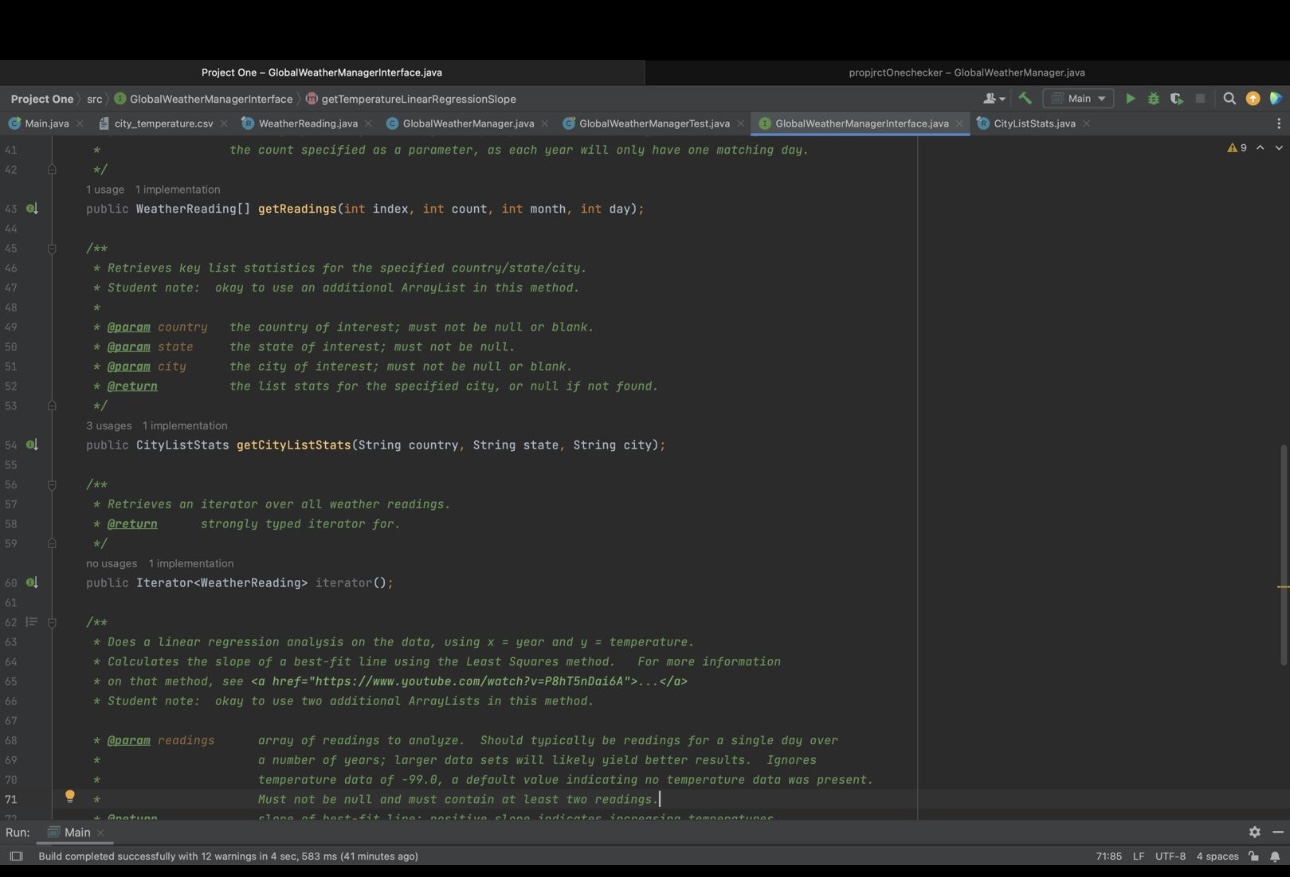 Project One – GlobalWeatherManagerInterface.java
propjrctOnechecker – GlobalWeatherManager.java
Project One src GlobalWeatherManagerInterface getTemperatureLinearRegressionSlope
Main
Main.java city_temperature.csv WeatherReading.java GlobalWeatherManager.java GlobalWeatherManagerTest.java GlobalWeatherManagerInterface.java CityListStats.java
9
41 * the count specified as a parameter, as each year will only have one matching day.
42 */
1 usage 1 implementation
43 public WeatherReading[] getReadings(int index, int count, int month, int day);
44
45 /**
46 * Retrieves key list statistics for the specified country/state/city.
47 * Student note: okay to use an additional ArrayList in this method.
48 *
49 * @param country the country of interest; must not be null or blank.
50 * @param state the state of interest; must not be null.
51 * @param city the city of interest; must not be null or blank.
52 * @return the list stats for the specified city, or null if not found.
53 */
3 usages 1 implementation
54 public CityListStats getCityListStats(String country, String state, String city);
55
56 /**
57 * Retrieves an iterator over all weather readings.
58 * @return strongly typed iterator for.
59 */
no usages 1 implementation
60 public Iterator<WeatherReading> iterator();
61
62 /**
63 * Does a linear regression analysis on the data, using x = year and y = temperature.
64 * Calculates the slope of a best-fit line using the Least Squares method. For more information
65 * on that method, see <a href="https://www.youtube.com/watch?v=P8hT5nDai6A">...</a>
66 * Student note: okay to use two additional ArrayLists in this method.
67
68 * @param readings array of readings to analyze. Should typically be readings for a single day over
69 * a number of years; larger data sets will likely yield better results. Ignores
70 * temperature data of -99.0, a default value indicating no temperature data was present.
71 * Must not be null and must contain at least two readings.
72 * @return slope of best-fit line; positive slope indicates increasing temperatures
Run: Main
Build completed successfully with 12 warnings in 4 sec, 583 ms (41 minutes ago)
71:85 LF UTF-8 4 spaces